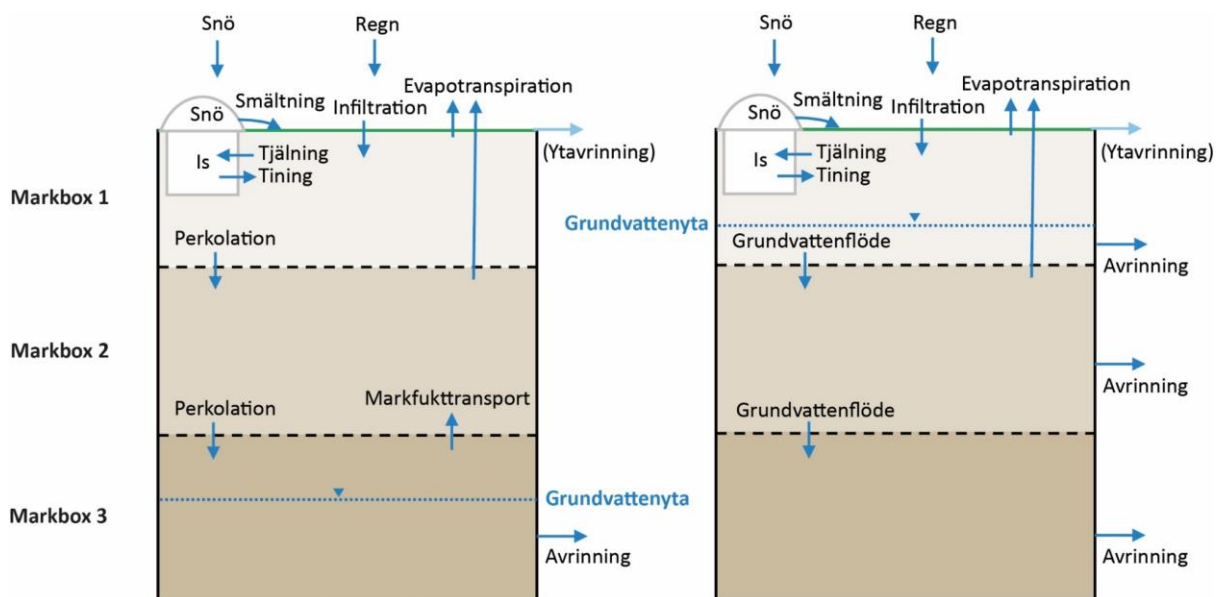 Snö
Regn
Snö
Smältning
Infiltration
Evapotranspiration
(Ytavrinning)
Is
Tjälning
Tining
Markbox 1
Perkolation
Markbox 2
Perkolation
Markfukttransport
Grundvattenyta
Markbox 3
Avrinning
Snö
Regn
Snö
Smältning
Infiltration
Evapotranspiration
(Ytavrinning)
Is
Tjälning
Tining
Grundvattenyta
Grundvattenflöde
Avrinning
Avrinning
Grundvattenflöde
Avrinning